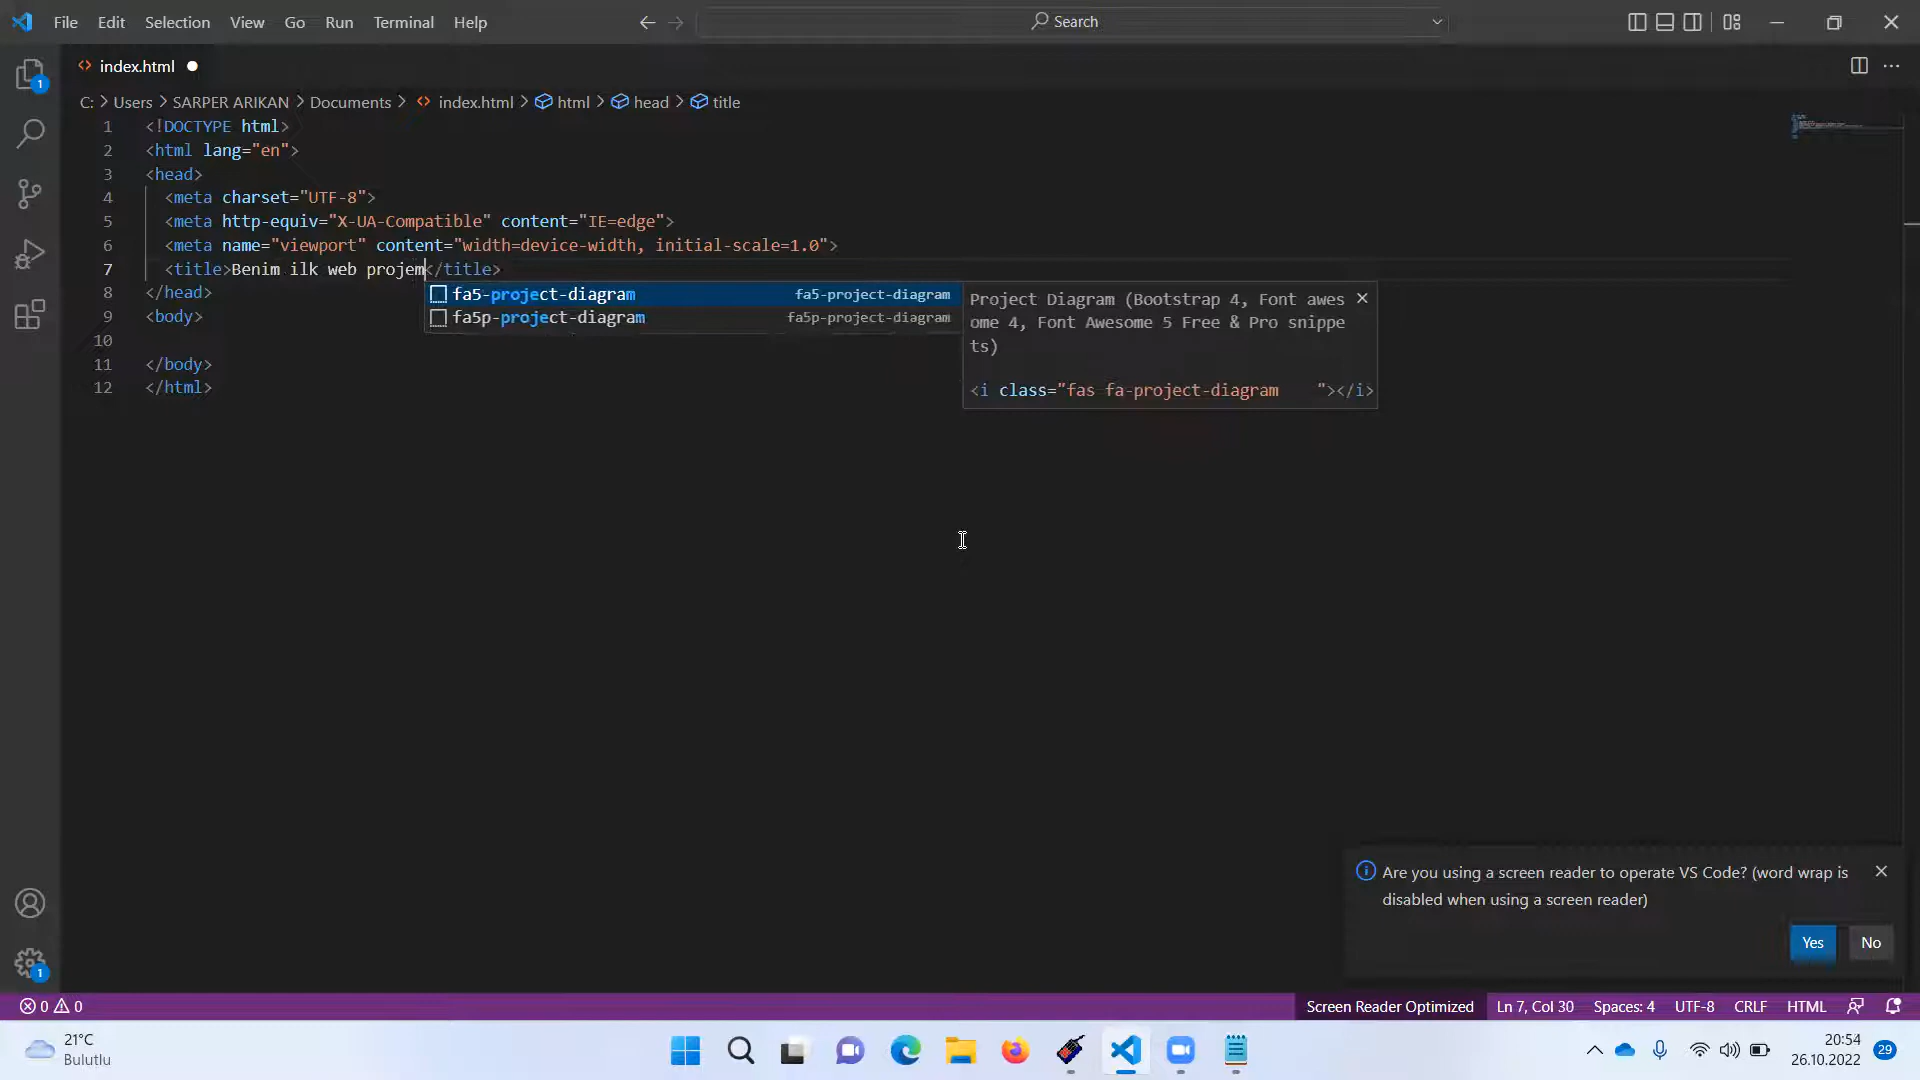 File Edit Selection View Go Run Terminal Help
Search
index.html
C: > Users > SARPER ARIKAN > Documents > index.html > html > head > title
1 <!DOCTYPE html>
2 <html lang="en">
3 <head>
4 <meta charset="UTF-8">
5 <meta http-equiv="X-UA-Compatible" content="IE=edge">
6 <meta name="viewport" content="width=device-width, initial-scale=1.0">
7 <title>Benim ilk web projem</title>
8 </head>
9 <body>
10
11 </body>
12 </html>
fa5-project-diagram fa5-project-diagram
fa5p-project-diagram fa5p-project-diagram
Project Diagram (Bootstrap 4, Font awes
ome 4, Font Awesome 5 Free & Pro snippe
ts)
<i class="fas fa-project-diagram    "></i>
1
1
Are you using a screen reader to operate VS Code? (word wrap is
disabled when using a screen reader)
Yes No
0 0 Screen Reader Optimized Ln 7, Col 30 Spaces: 4 UTF-8 CRLF HTML
21°C
Bulutlu
20:54
26.10.2022
29